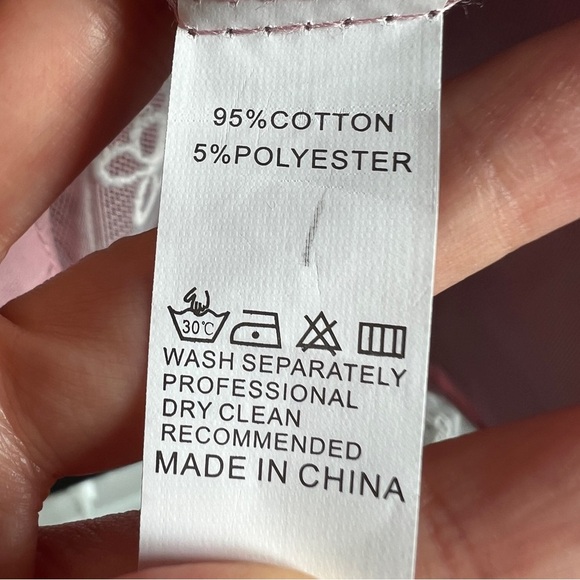 95%COTTON
5%POLYESTER
30℃
WASH SEPARATELY
PROFESSIONAL
DRY CLEAN
RECOMMENDED
MADE IN CHINA